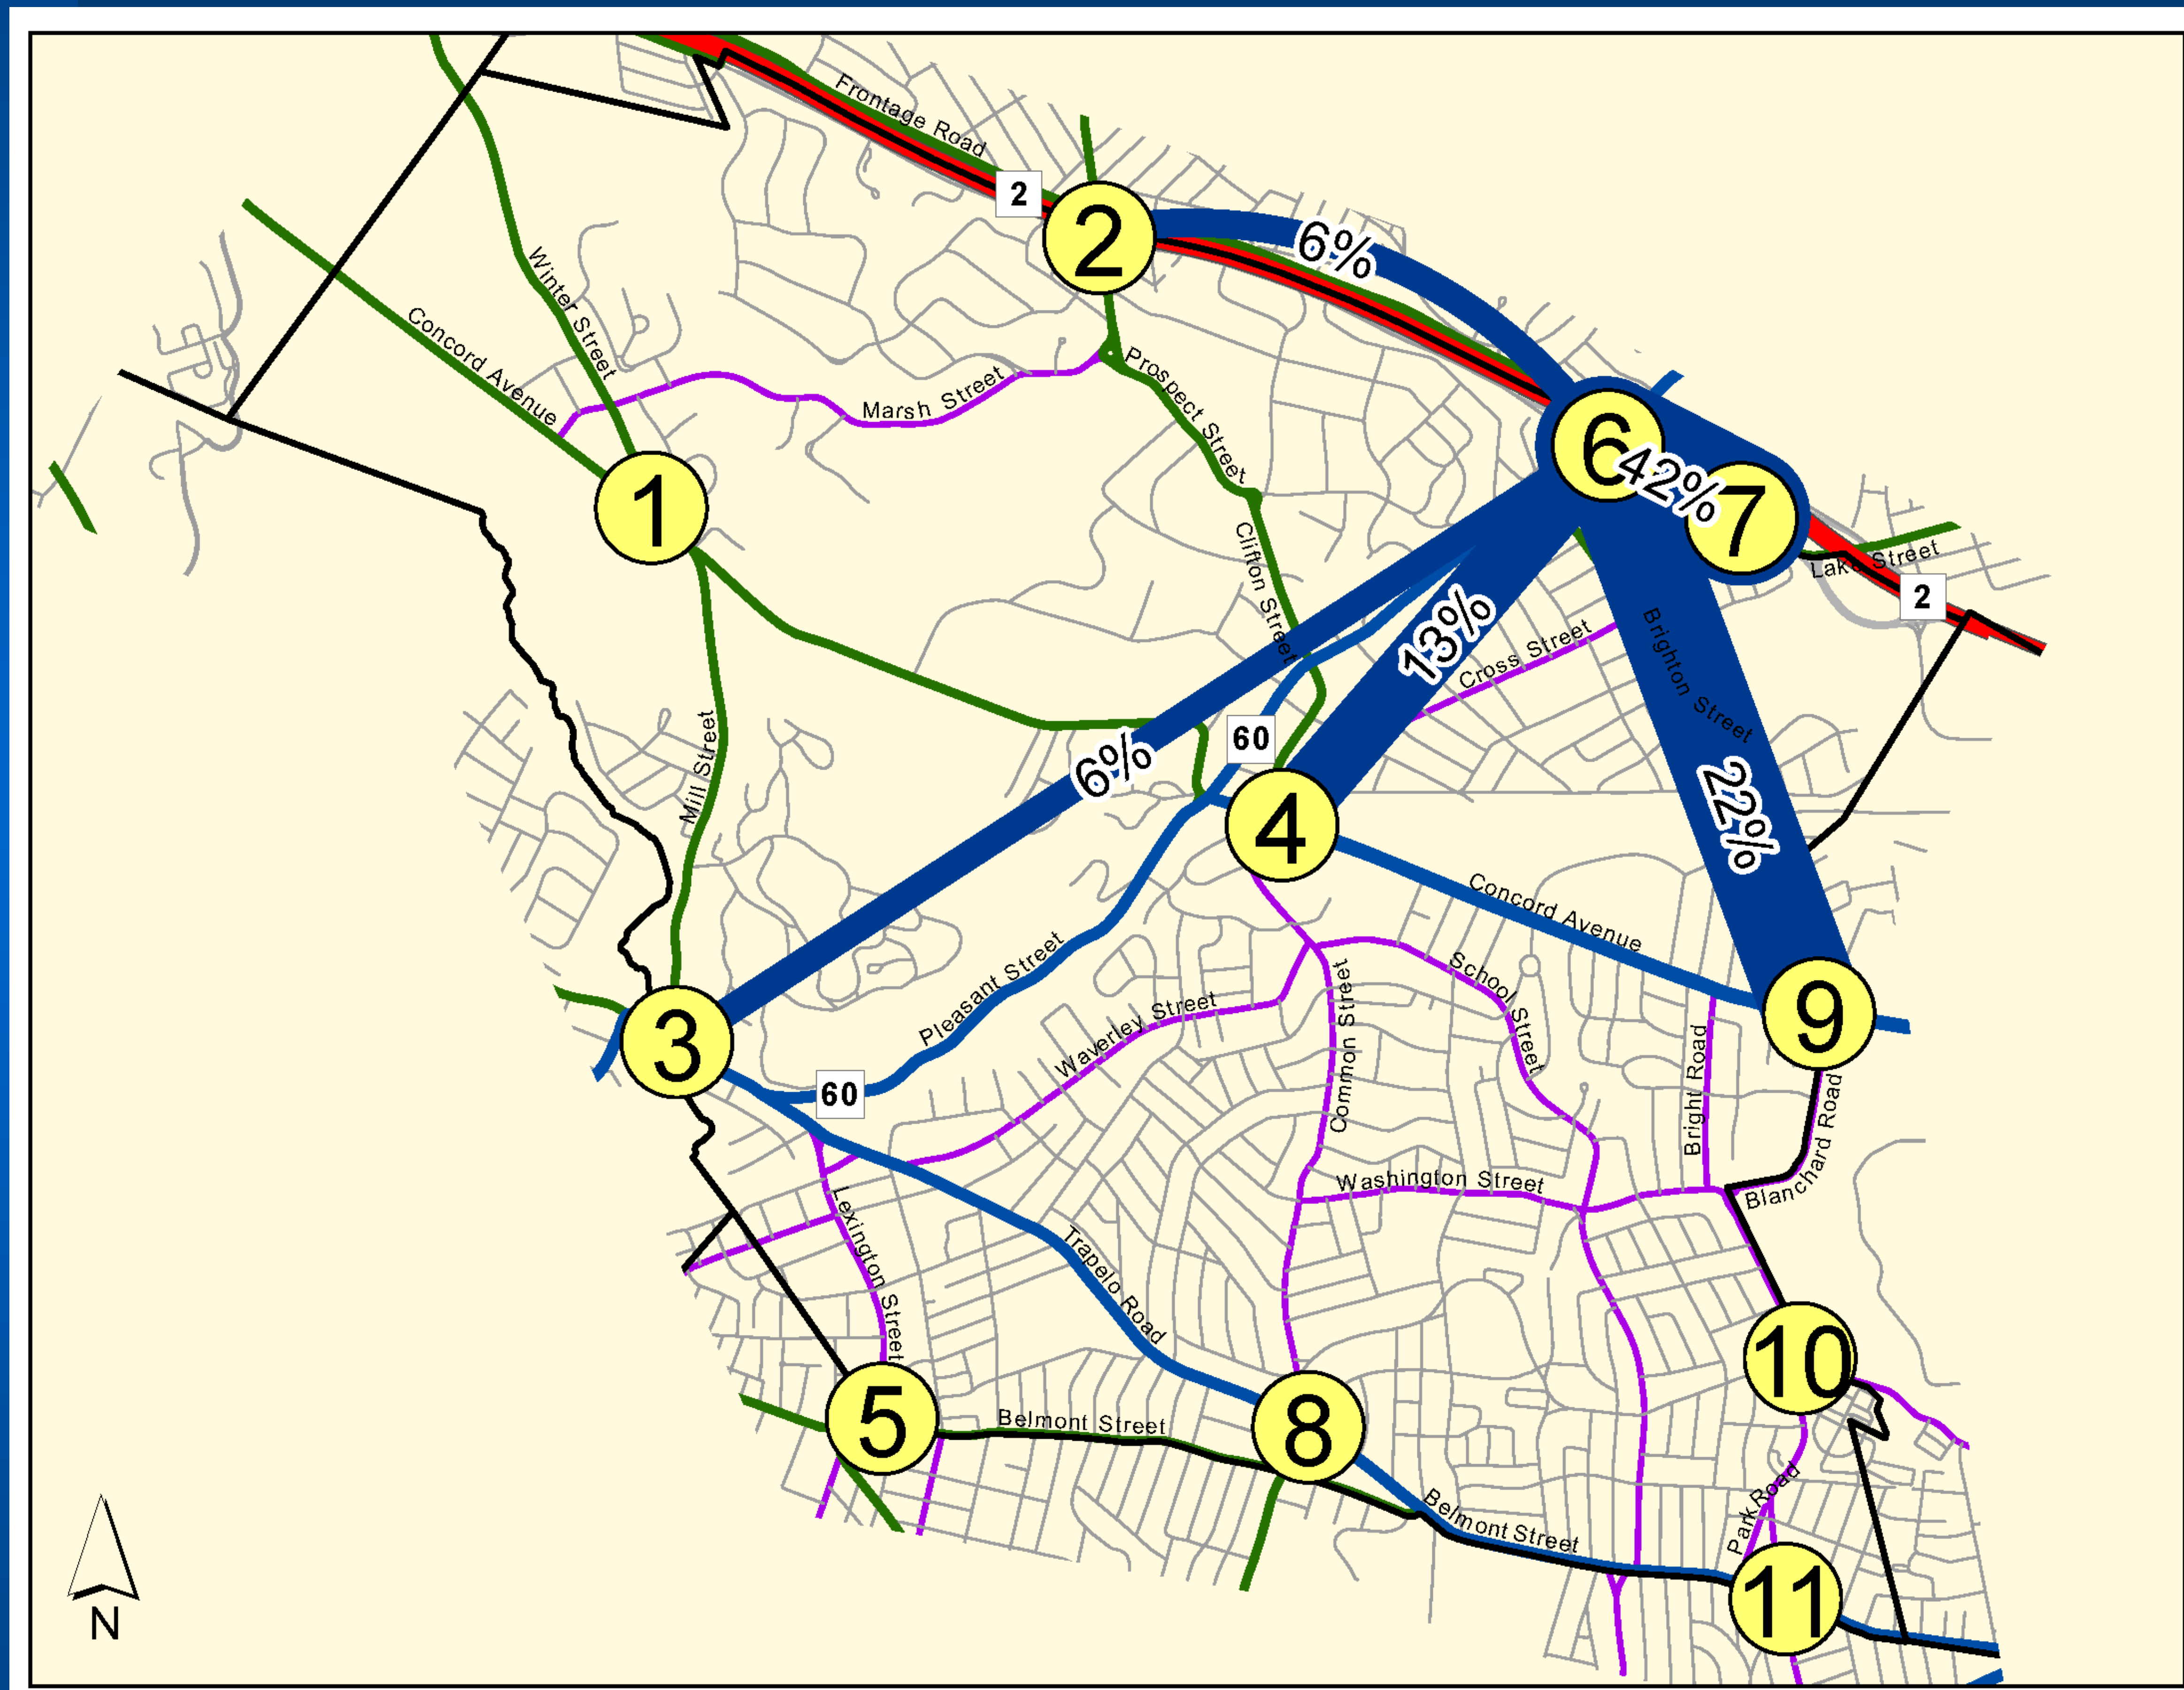 Frontage Road
2
2
6%
Winter Street
Concord Avenue
Prospect Street
Marsh Street
6
42%
7
1
Clifton Street
Lake Street
2
13%
Cross Street
Brighton Street
60
6%
Mill Street
22%
4
Concord Avenue
Pleasant Street
School Street
9
Waverley Street
Common Street
3
Bright Road
60
Blanchard Road
Washington Street
Lexington Street
Trapelo Road
10
5
Belmont Street
8
Park Road
Belmont Street
11
N